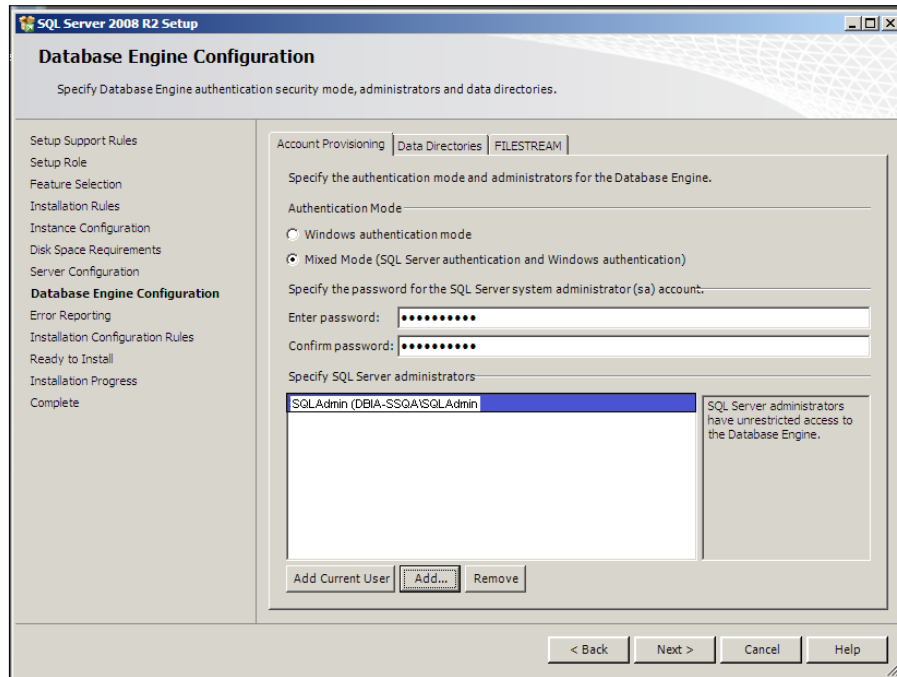 SQL Server 2008 R2 Setup
Database Engine Configuration
Specify Database Engine authentication security mode, administrators and data directories.
Setup Support Rules
Setup Role
Feature Selection
Installation Rules
Instance Configuration
Disk Space Requirements
Server Configuration
Database Engine Configuration
Error Reporting
Installation Configuration Rules
Ready to Install
Installation Progress
Complete
Account Provisioning Data Directories FILESTREAM
Specify the authentication mode and administrators for the Database Engine.
Authentication Mode
Windows authentication mode
Mixed Mode (SQL Server authentication and Windows authentication)
Specify the password for the SQL Server system administrator (sa) account.
Enter password: ●●●●●●●●●●
Confirm password: ●●●●●●●●●●
Specify SQL Server administrators
SQLAdmin (DBIA-SSQA\SQLAdmin
SQL Server administrators
have unrestricted access to
the Database Engine.
Add Current User Add... Remove
< Back Next > Cancel Help